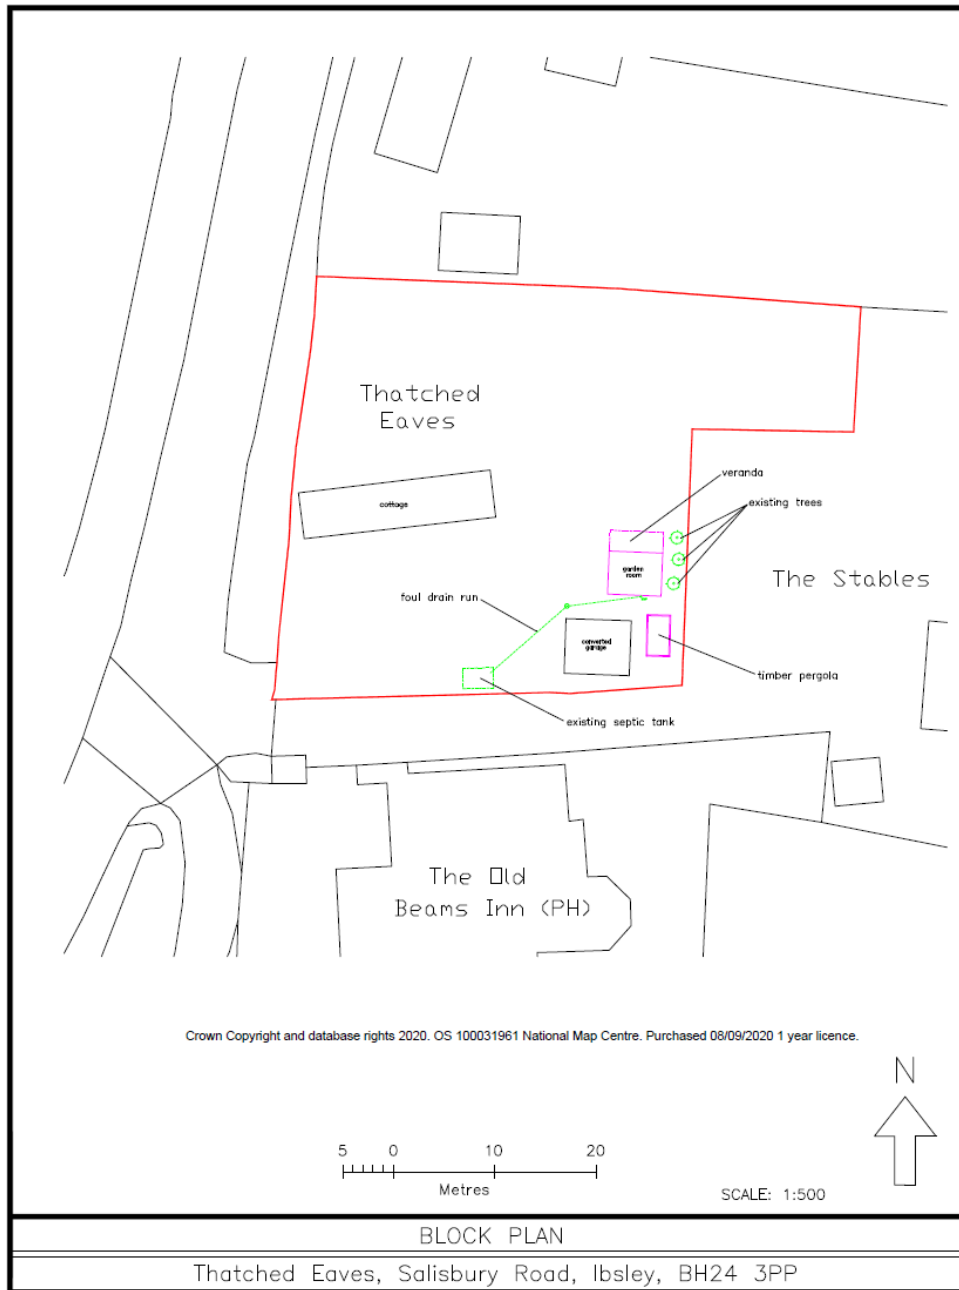 Thatched
Eaves
veranda
existing trees
cottage
garden
room
The Stables
foul drain run
converted
garage
timber pergola
existing septic tank
The Old
Beams Inn (PH)
Crown Copyright and database rights 2020. OS 100031961 National Map Centre. Purchased 08/09/2020 1 year licence.
N
5 0 10 20
Metres
SCALE: 1:500
BLOCK PLAN
Thatched Eaves, Salisbury Road, Ibsley, BH24 3PP